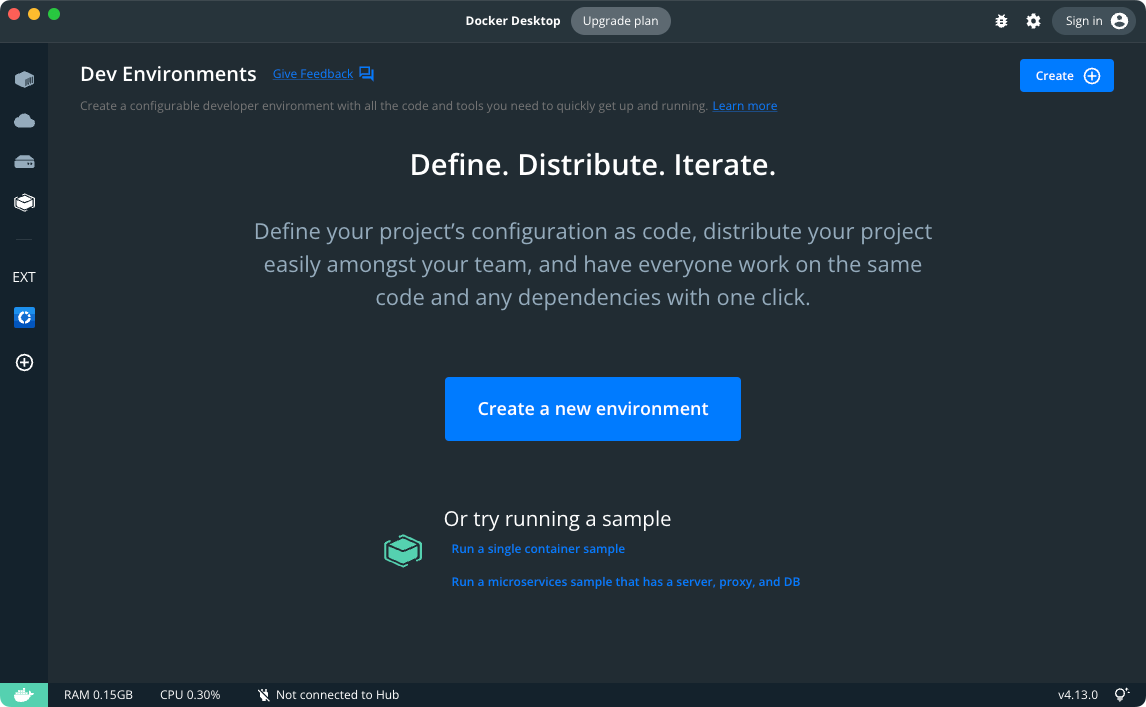 Docker Desktop Upgrade plan Sign in
Dev Environments Give Feedback Create
Create a configurable developer environment with all the code and tools you need to quickly get up and running. Learn more
Define. Distribute. Iterate.
Define your project’s configuration as code, distribute your project
easily amongst your team, and have everyone work on the same
code and any dependencies with one click.
EXT
Create a new environment
Or try running a sample
Run a single container sample
Run a microservices sample that has a server, proxy, and DB
RAM 0.15GB CPU 0.30% Not connected to Hub v4.13.0